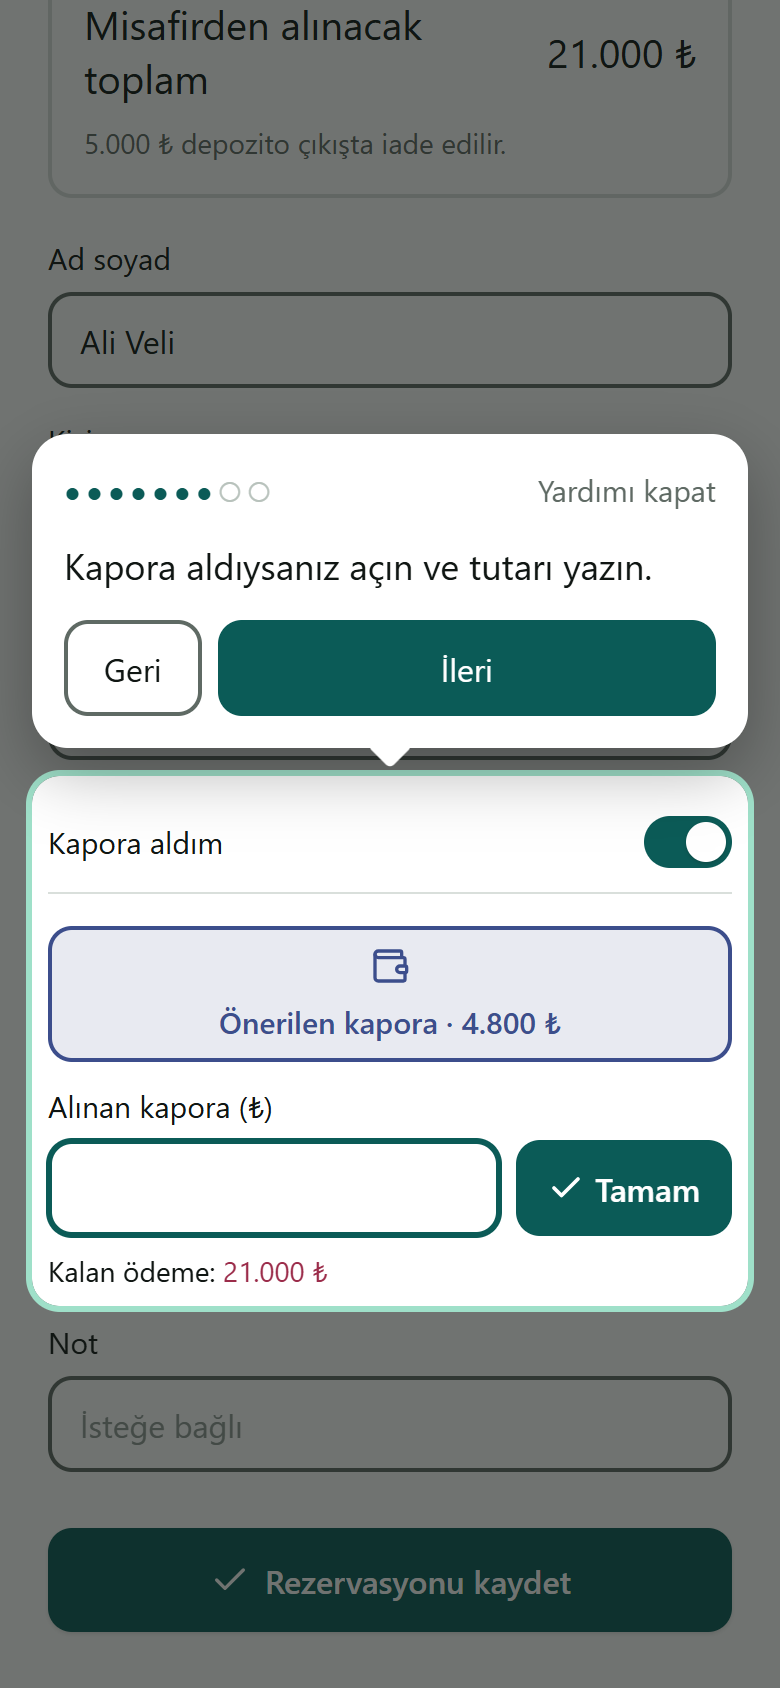 Misafirden alınacak
toplam
21.000 ₺
5.000 ₺ depozito çıkışta iade edilir.
Ad soyad
Ali Veli
Yardımı kapat
Kapora aldıysanız açın ve tutarı yazın.
Geri
İleri
Kapora aldım
Önerilen kapora · 4.800 ₺
Alınan kapora (₺)
Tamam
Kalan ödeme: 21.000 ₺
Not
İsteğe bağlı
Rezervasyonu kaydet